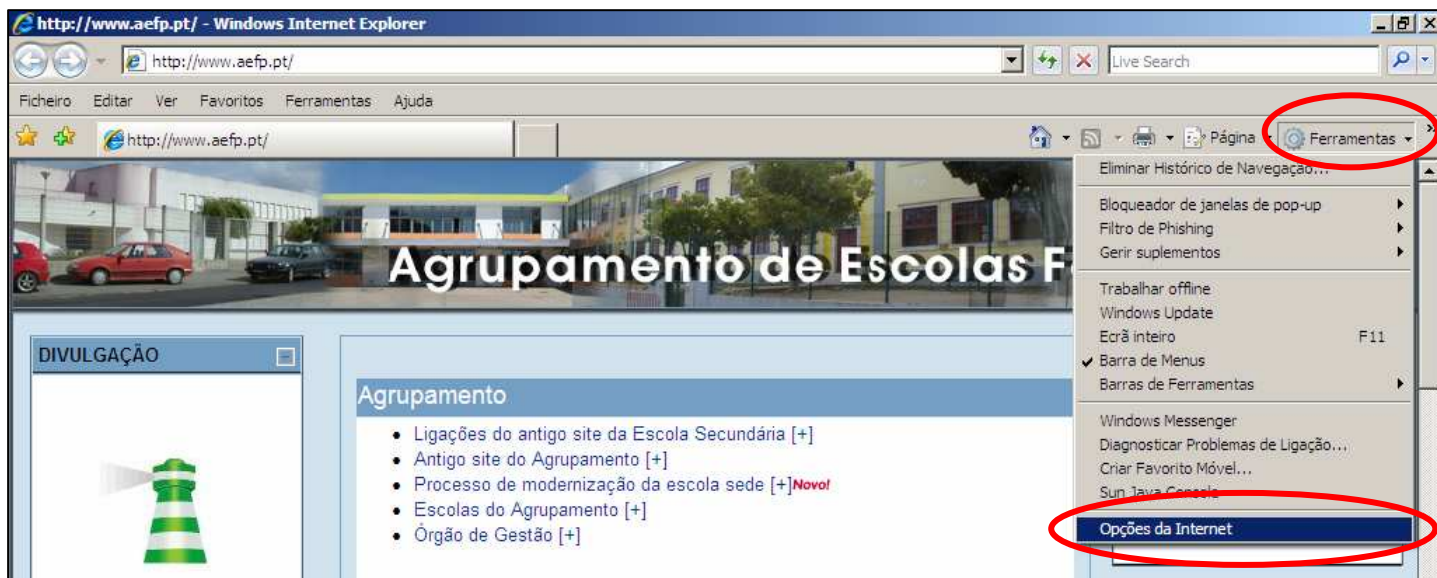 http://www.aefp.pt/ - Windows Internet Explorer
http://www.aefp.pt/
Live Search
Ficheiro Editar Ver Favoritos Ferramentas Ajuda
http://www.aefp.pt/
Página Ferramentas
Agrupamento de Escolas F
Eliminar Histórico de Navegação...
Bloqueador de janelas de pop-up
Filtro de Phishing
Gerir suplementos
Trabalhar offline
Windows Update
Ecrã inteiro F11
Barra de Menus
Barras de Ferramentas
Windows Messenger
Diagnosticar Problemas de Ligação...
Criar Favorito Móvel...
Sun Java Console
Opções da Internet
DIVULGAÇÃO
Agrupamento
Ligações do antigo site da Escola Secundária [+]
Antigo site do Agrupamento [+]
Processo de modernização da escola sede [+]Novo!
Escolas do Agrupamento [+]
Órgão de Gestão [+]